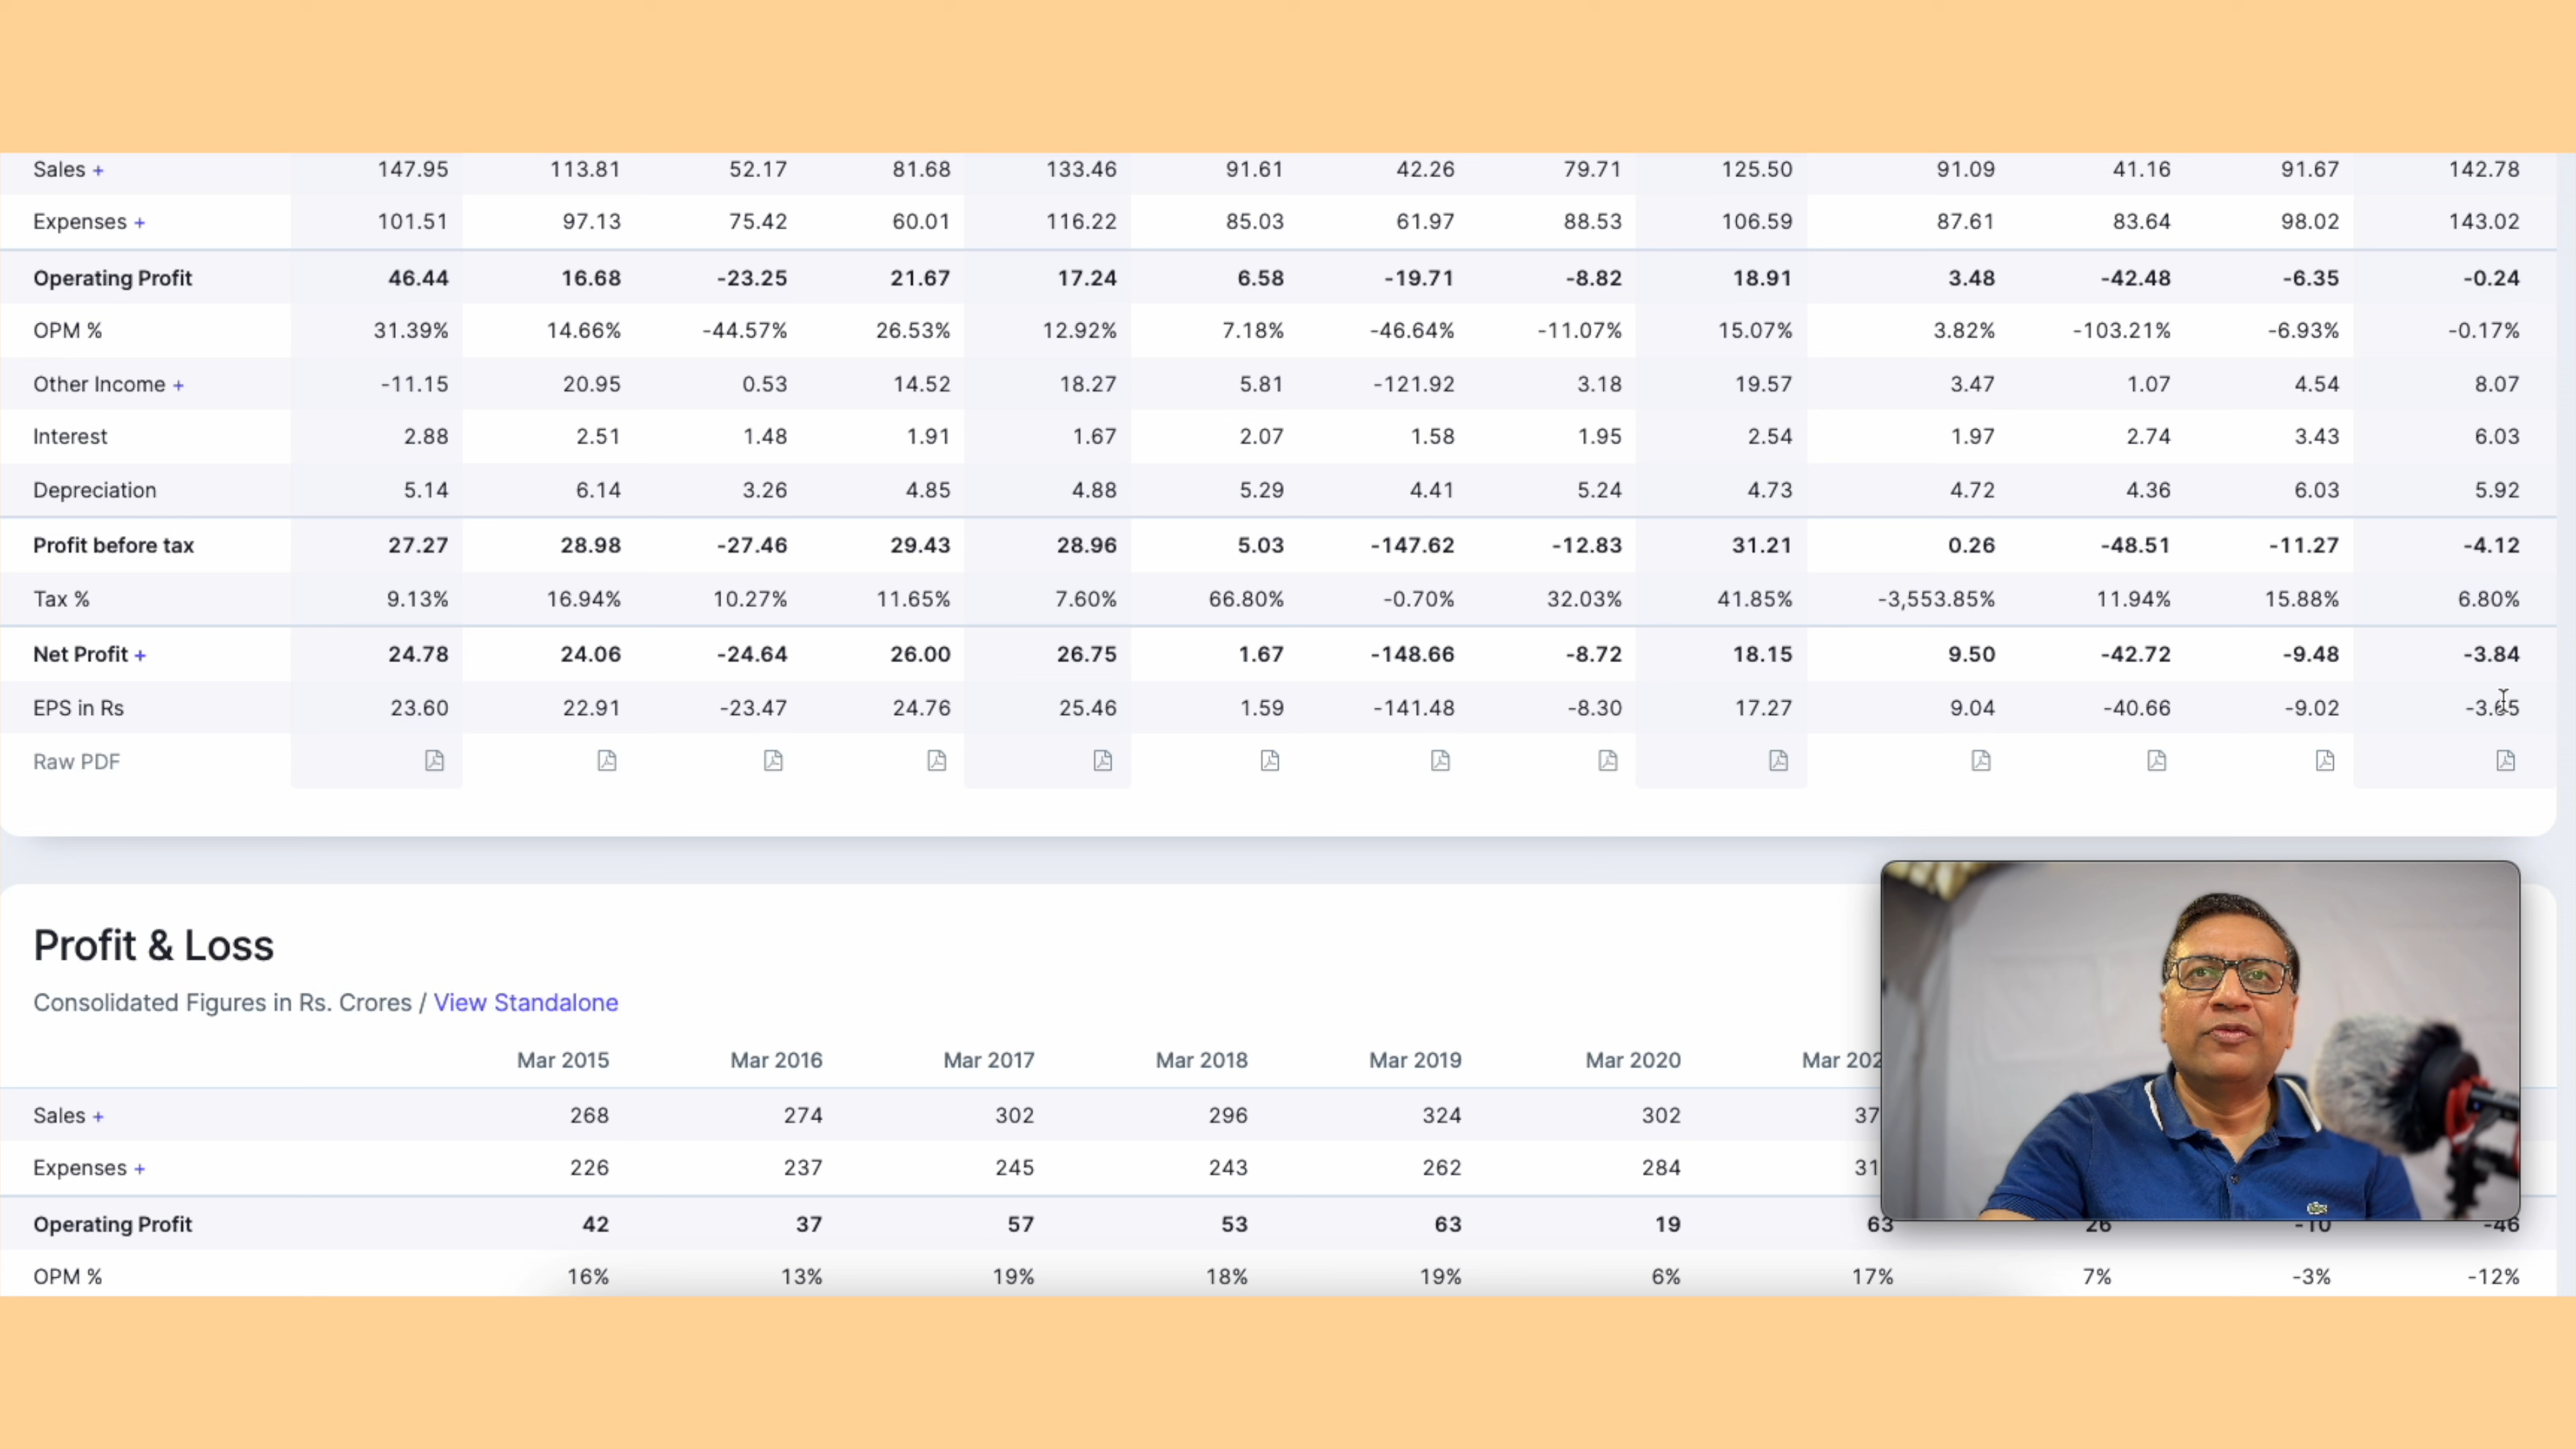 Sales + 147.95 113.81 52.17 81.68 133.46 91.61 42.26 79.71 125.50 91.09 41.16 91.67 142.78
Expenses + 101.51 97.13 75.42 60.01 116.22 85.03 61.97 88.53 106.59 87.61 83.64 98.02 143.02
Operating Profit 46.44 16.68 -23.25 21.67 17.24 6.58 -19.71 -8.82 18.91 3.48 -42.48 -6.35 -0.24
OPM % 31.39% 14.66% -44.57% 26.53% 12.92% 7.18% -46.64% -11.07% 15.07% 3.82% -103.21% -6.93% -0.17%
Other Income + -11.15 20.95 0.53 14.52 18.27 5.81 -121.92 3.18 19.57 3.47 1.07 4.54 8.07
Interest 2.88 2.51 1.48 1.91 1.67 2.07 1.58 1.95 2.54 1.97 2.74 3.43 6.03
Depreciation 5.14 6.14 3.26 4.85 4.88 5.29 4.41 5.24 4.73 4.72 4.36 6.03 5.92
Profit before tax 27.27 28.98 -27.46 29.43 28.96 5.03 -147.62 -12.83 31.21 0.26 -48.51 -11.27 -4.12
Tax % 9.13% 16.94% 10.27% 11.65% 7.60% 66.80% -0.70% 32.03% 41.85% -3,553.85% 11.94% 15.88% 6.80%
Net Profit + 24.78 24.06 -24.64 26.00 26.75 1.67 -148.66 -8.72 18.15 9.50 -42.72 -9.48 -3.84
EPS in Rs 23.60 22.91 -23.47 24.76 25.46 1.59 -141.48 -8.30 17.27 9.04 -40.66 -9.02
Raw PDF
Profit & Loss
Consolidated Figures in Rs. Crores / View Standalone
Mar 2015 Mar 2016 Mar 2017 Mar 2018 Mar 2019 Mar 2020 Mar 202
Sales + 268 274 302 296 324 302 37
Expenses + 226 237 245 243 262 284 31
Operating Profit 42 37 57 53 63 19 63 26 -10 -46
OPM % 16% 13% 19% 18% 19% 6% 17% 7% -3% -12%